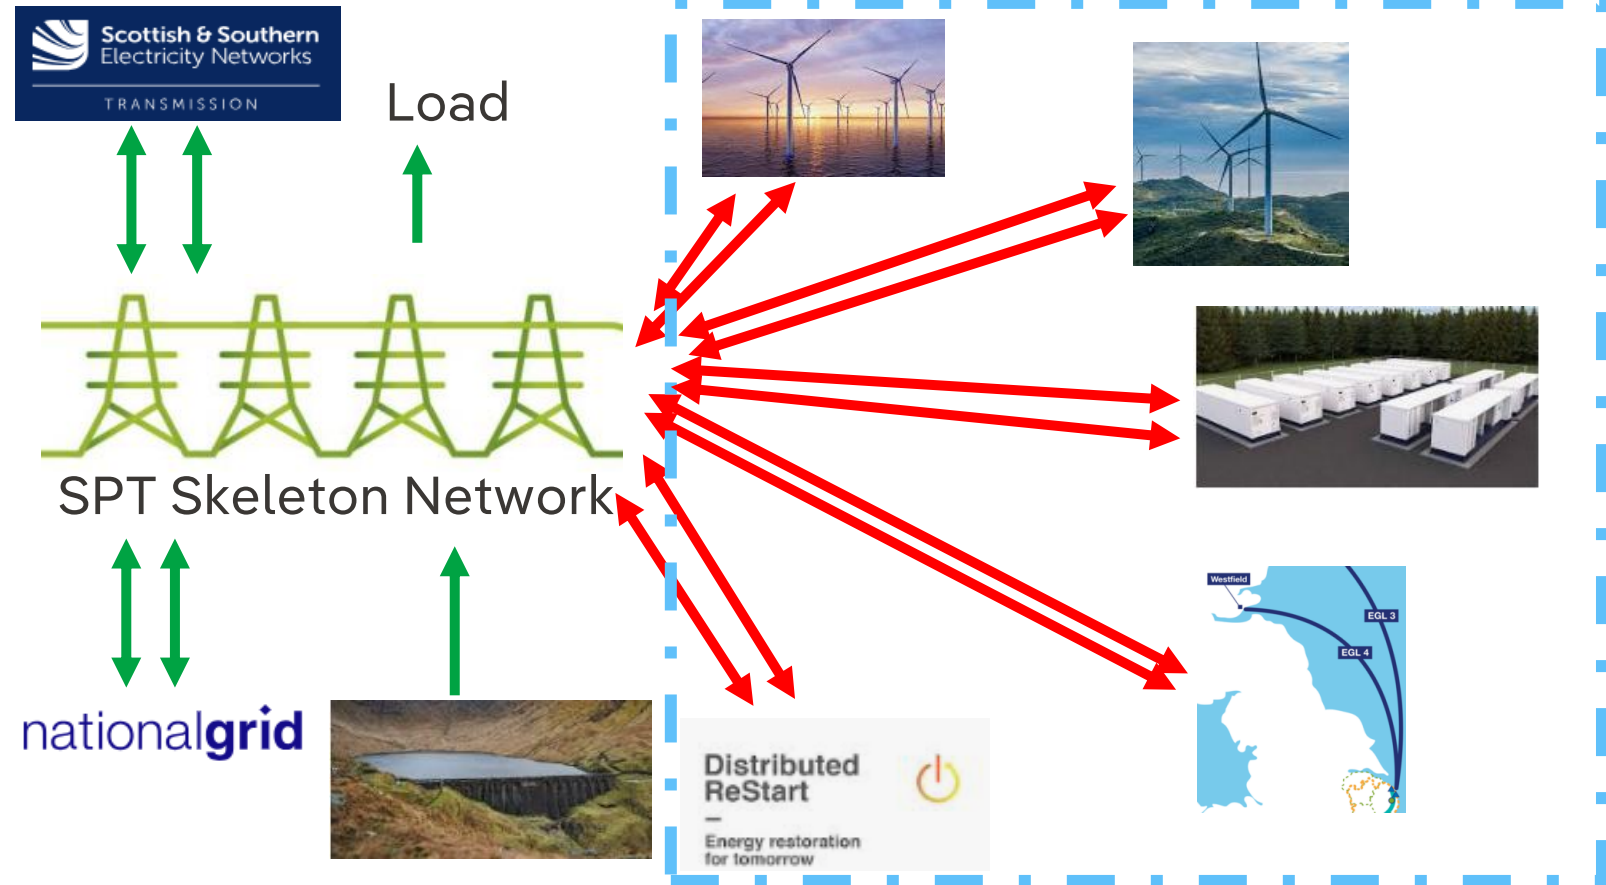 Scottish & Southern
Electricity Networks
TRANSMISSION
Load
SPT Skeleton Network
nationalgrid
Distributed
ReStart
Energy restoration
for tomorrow
Westfield
EGL 3
EGL 4